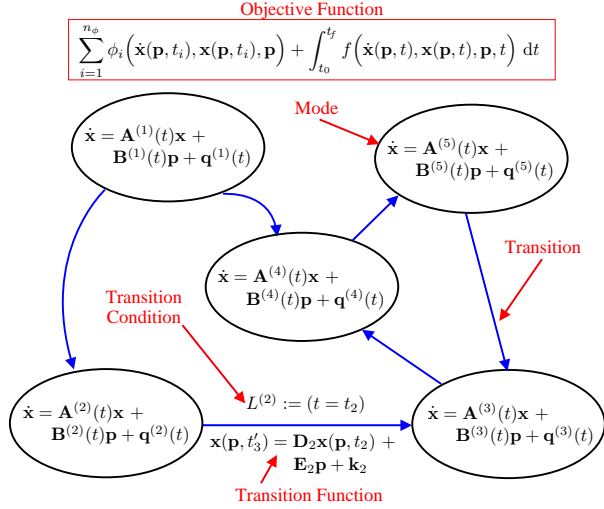 Objective Function
$\sum_{i=1}^{n_\phi} \phi_i\Big(\dot{\mathbf{x}}(\mathbf{p}, t_i), \mathbf{x}(\mathbf{p}, t_i), \mathbf{p}\Big) + \int_{t_0}^{t_f} f\Big(\dot{\mathbf{x}}(\mathbf{p}, t), \mathbf{x}(\mathbf{p}, t), \mathbf{p}, t\Big) \, \mathrm{d}t$
Mode
$\dot{\mathbf{x}} = \mathbf{A}^{(1)}(t)\mathbf{x} +$
$\mathbf{B}^{(1)}(t)\mathbf{p} + \mathbf{q}^{(1)}(t)$
$\dot{\mathbf{x}} = \mathbf{A}^{(5)}(t)\mathbf{x} +$
$\mathbf{B}^{(5)}(t)\mathbf{p} + \mathbf{q}^{(5)}(t)$
Transition
$\dot{\mathbf{x}} = \mathbf{A}^{(4)}(t)\mathbf{x} +$
$\mathbf{B}^{(4)}(t)\mathbf{p} + \mathbf{q}^{(4)}(t)$
Transition
Condition
$\dot{\mathbf{x}} = \mathbf{A}^{(2)}(t)\mathbf{x} +$
$\mathbf{B}^{(2)}(t)\mathbf{p} + \mathbf{q}^{(2)}(t)$
$L^{(2)} := (t = t_2)$
$\mathbf{x}(\mathbf{p}, t_3') = \mathbf{D}_2\mathbf{x}(\mathbf{p}, t_2) +$
$\mathbf{E}_2\mathbf{p} + \mathbf{k}_2$
Transition Function
$\dot{\mathbf{x}} = \mathbf{A}^{(3)}(t)\mathbf{x} +$
$\mathbf{B}^{(3)}(t)\mathbf{p} + \mathbf{q}^{(3)}(t)$